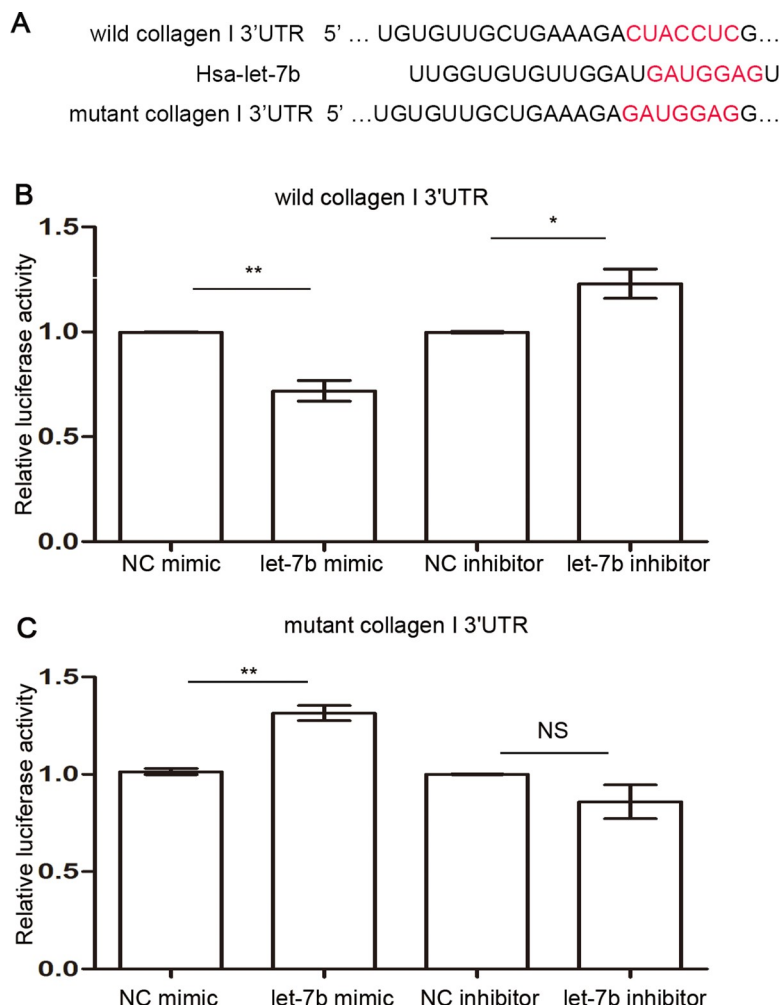 A
wild collagen I 3'UTR 5' ... UGUGUUGCUGAAAGACUACCUCG...
Hsa-let-7b UUGGUGUGUUGGAUGAUGGAGU
mutant collagen I 3'UTR 5' ...UGUGUUGCUGAAAGAGAUGGAGG...
B
wild collagen I 3'UTR
Relative luciferase activity
1.5
1.0
0.5
0.0
**
*
NC mimic let-7b mimic NC inhibitor let-7b inhibitor
C
mutant collagen I 3'UTR
Relative luciferase activity
1.5
1.0
0.5
0.0
**
NS
NC mimic let-7b mimic NC inhibitor let-7b inhibitor